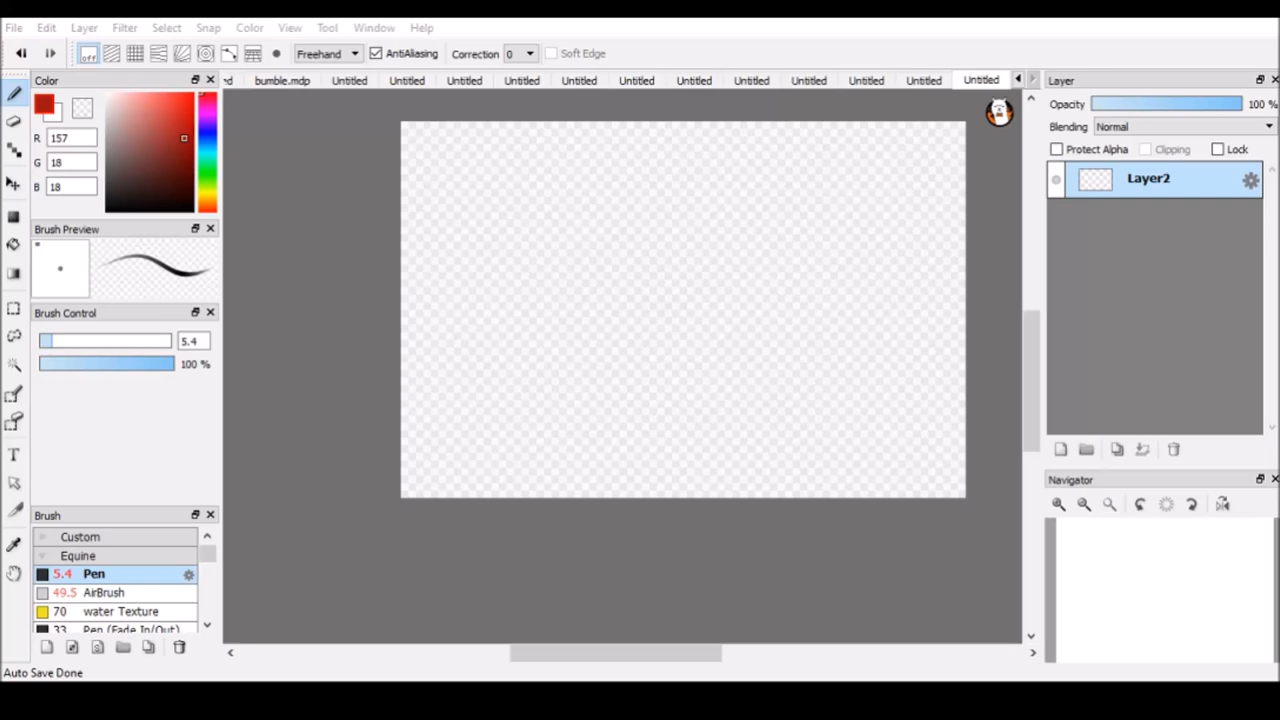 File Edit Layer Filter Select Snap Color View Tool Window Help
off Freehand AntiAliasing Correction 0 Soft Edge
Color
bumble.mdp Untitled Untitled Untitled Untitled Untitled Untitled Untitled Untitled Untitled Untitled Untitled Untitled
Layer
R 157
G 18
B 18
Opacity 100 %
Blending Normal
Protect Alpha Clipping Lock
Layer2
Brush Preview
Brush Control
5.4
100 %
Navigator
Brush
Custom
Equine
5.4 Pen
49.5 AirBrush
70 water Texture
33 Pen (Fade In/Out)
Auto Save Done